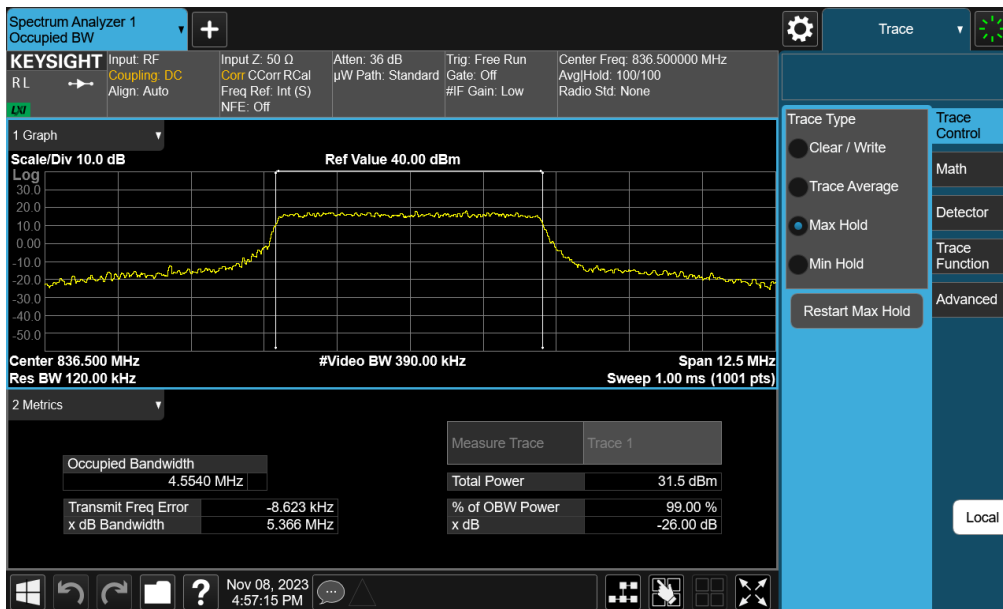 Spectrum Analyzer 1
Occupied BW
+
Trace
KEYSIGHT
R L
LXI
Input: RF
Coupling: DC
Align: Auto
Input Z: 50 Ω
Corr CCorr RCal
Freq Ref: Int (S)
NFE: Off
Atten: 36 dB
µW Path: Standard
Trig: Free Run
Gate: Off
#IF Gain: Low
Center Freq: 836.500000 MHz
Avg|Hold: 100/100
Radio Std: None
1 Graph
Scale/Div 10.0 dB
Ref Value 40.00 dBm
Log
30.0
20.0
10.0
0.00
-10.0
-20.0
-30.0
-40.0
-50.0
Center 836.500 MHz
#Video BW 390.00 kHz
Span 12.5 MHz
Res BW 120.00 kHz
Sweep 1.00 ms (1001 pts)
2 Metrics
Measure Trace
Trace 1
Occupied Bandwidth
4.5540 MHz
Total Power
31.5 dBm
Transmit Freq Error
-8.623 kHz
% of OBW Power
99.00 %
x dB Bandwidth
5.366 MHz
x dB
-26.00 dB
Trace Type
Clear / Write
Trace Average
Max Hold
Min Hold
Restart Max Hold
Trace
Control
Math
Detector
Trace
Function
Advanced
Local
?
Nov 08, 2023
4:57:15 PM